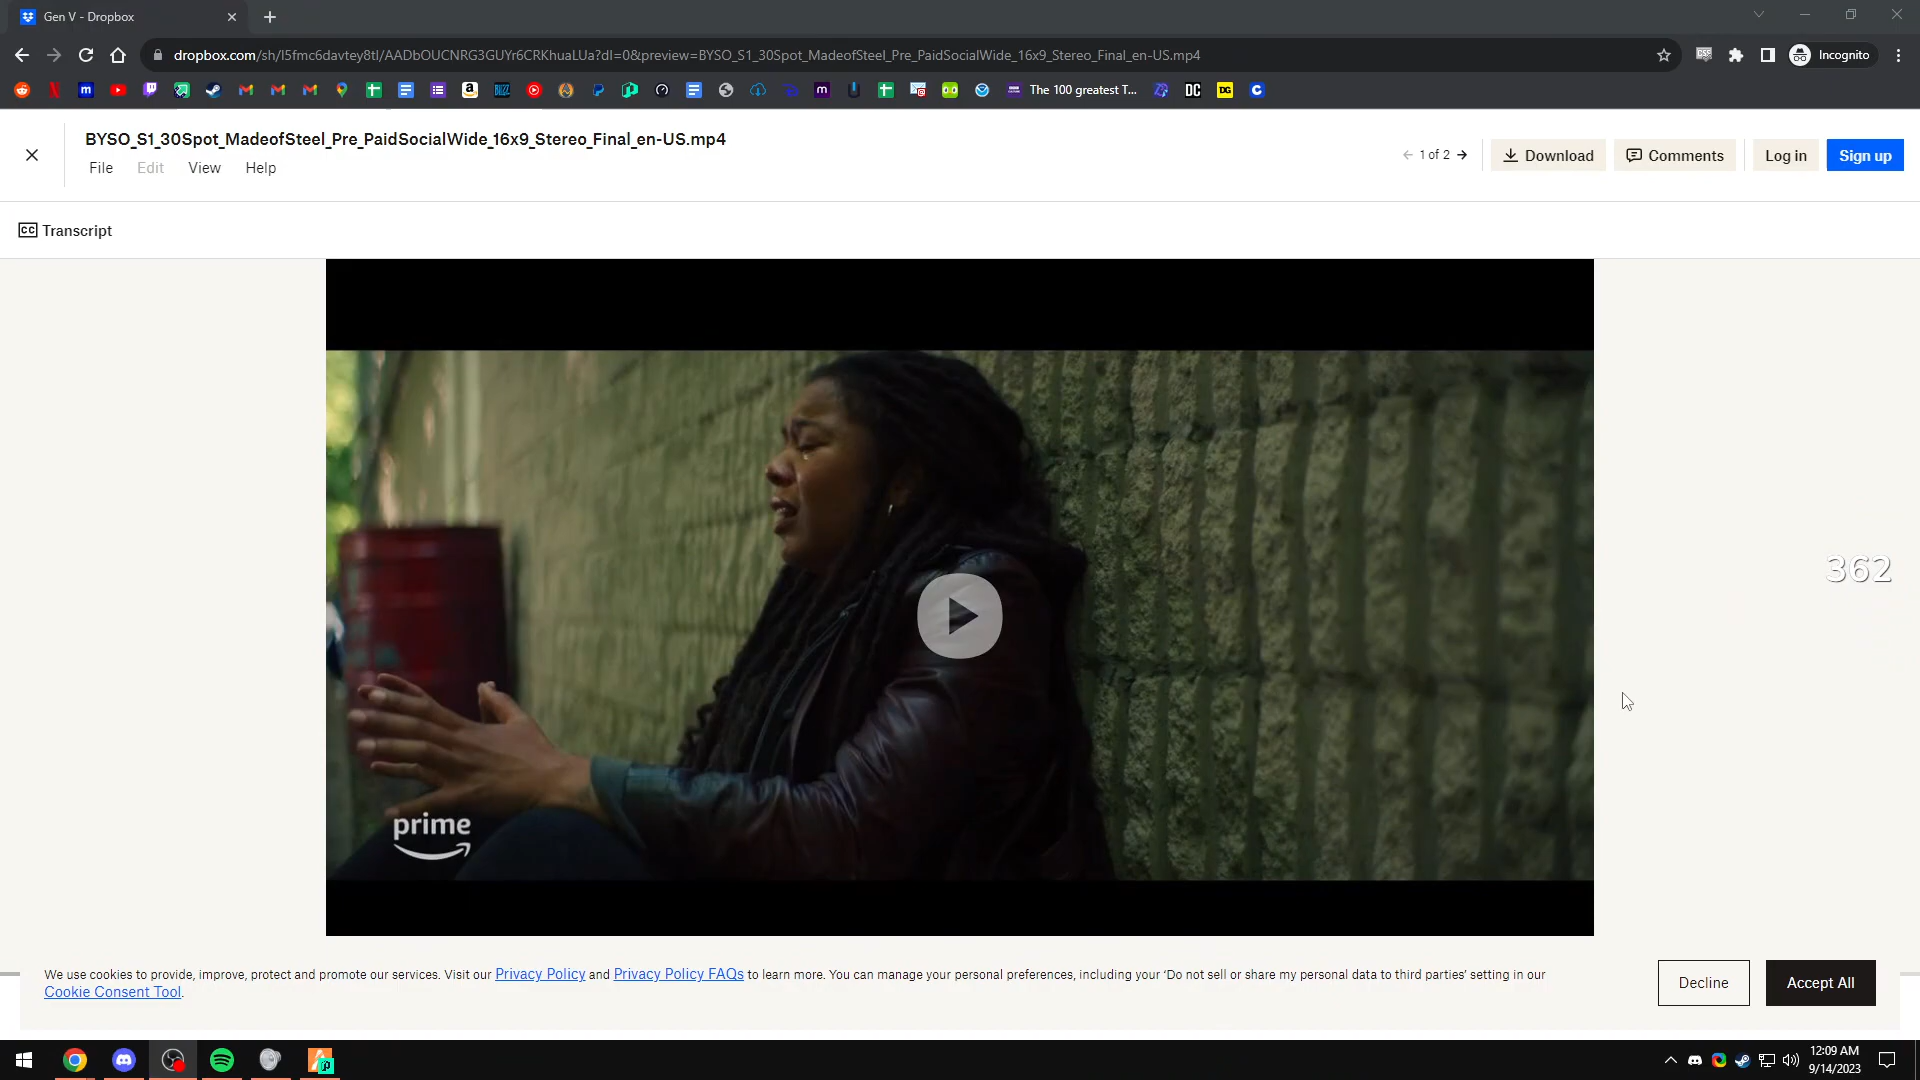 Gen V - Dropbox
dropbox.com/sh/l5fmc6davtey8tl/AADbOUCNRG3GUYr6CRKhuaLUa?dl=0&preview=BYSO_S1_30Spot_MadeofSteel_Pre_PaidSocialWide_16x9_Stereo_Final_en-US.mp4
Incognito
The 100 greatest T...
BYSO_S1_30Spot_MadeofSteel_Pre_PaidSocialWide_16x9_Stereo_Final_en-US.mp4
File Edit View Help
1 of 2
Download
Comments
Log in
Sign up
CC Transcript
362
prime
We use cookies to provide, improve, protect and promote our services. Visit our Privacy Policy and Privacy Policy FAQs to learn more. You can manage your personal preferences, including your ‘Do not sell or share my personal data to third parties’ setting in our
Cookie Consent Tool.
Decline
Accept All
12:09 AM
9/14/2023